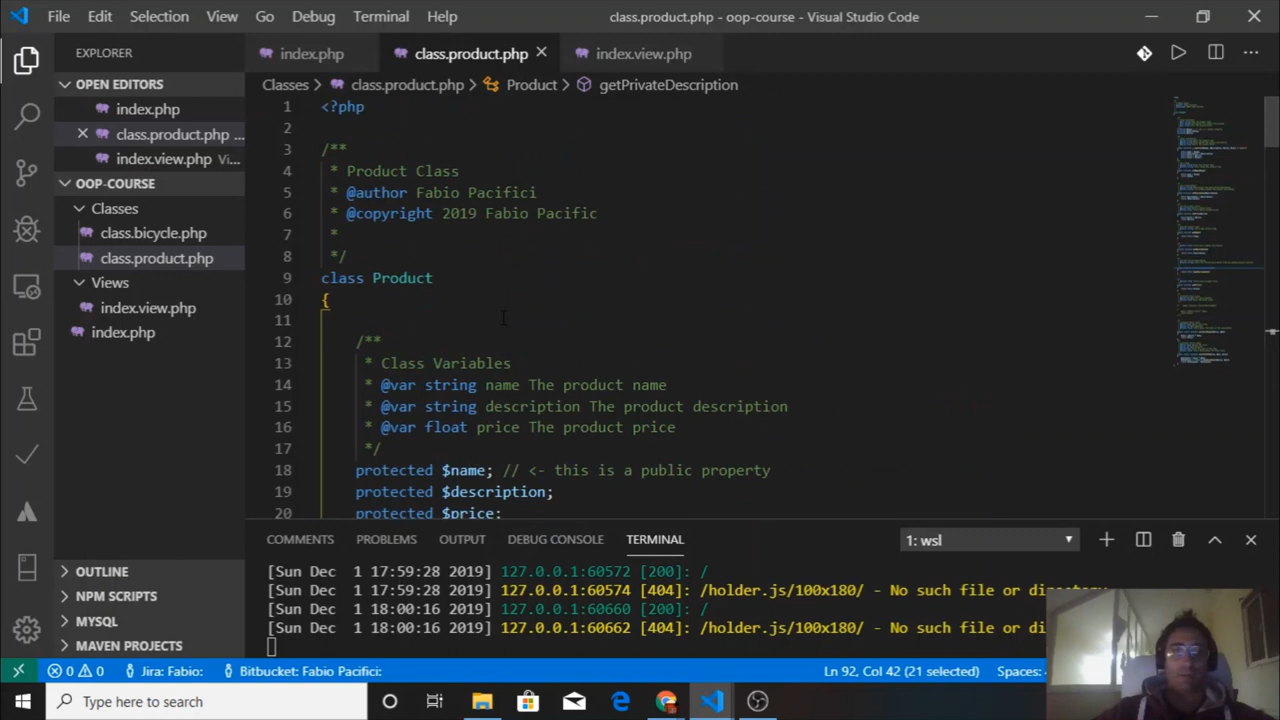 File Edit Selection View Go Debug Terminal Help class.product.php - oop-course - Visual Studio Code
EXPLORER
OPEN EDITORS
index.php
class.product.php ...
index.view.php Vi...
OOP-COURSE
Classes
class.bicycle.php
class.product.php
Views
index.view.php
index.php
OUTLINE
NPM SCRIPTS
MYSQL
MAVEN PROJECTS
index.php class.product.php index.view.php
Classes > class.product.php > Product > getPrivateDescription
1 <?php
2
3 /**
4 * Product Class
5 * @author Fabio Pacifici
6 * @copyright 2019 Fabio Pacific
7 *
8 */
9 class Product
10 {
11
12 /**
13 * Class Variables
14 * @var string name The product name
15 * @var string description The product description
16 * @var float price The product price
17 */
18 protected $name; // <- this is a public property
19 protected $description;
20 protected $price;
COMMENTS PROBLEMS OUTPUT DEBUG CONSOLE TERMINAL 1: wsl
[Sun Dec 1 17:59:28 2019] 127.0.0.1:60572 [200]: /
[Sun Dec 1 17:59:28 2019] 127.0.0.1:60574 [404]: /holder.js/100x180/ - No such file or directory
[Sun Dec 1 18:00:16 2019] 127.0.0.1:60660 [200]: /
[Sun Dec 1 18:00:16 2019] 127.0.0.1:60662 [404]: /holder.js/100x180/ - No such file or di
0 0 Jira: Fabio: Bitbucket: Fabio Pacifici: Ln 92, Col 42 (21 selected) Spaces:
Type here to search